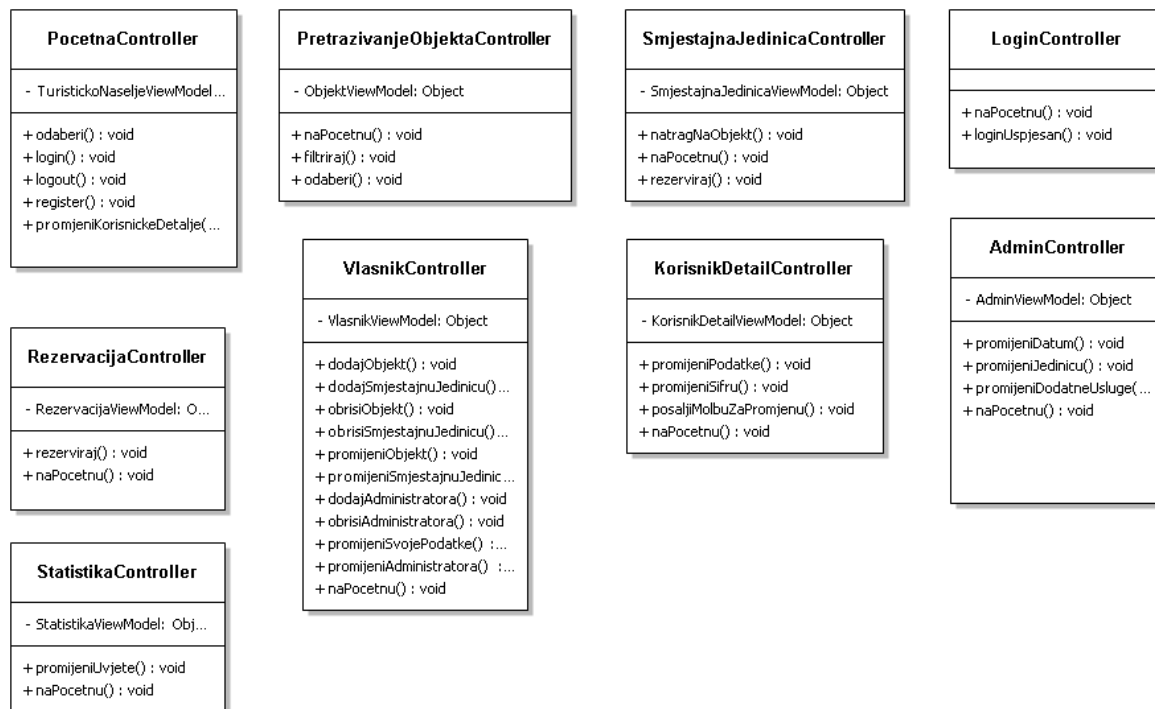 PocetnaController
- TuristickoNaseljeViewModel...
+ odaberi() : void
+ login() : void
+ logout() : void
+ register() : void
+ promjeniKorisnickeDetalje(...
PretrazivanjeObjektaController
- ObjektViewModel: Object
+ naPocetnu() : void
+ filtriraj() : void
+ odaberi() : void
SmjestajnaJedinicaController
- SmjestajnaJedinicaViewModel: Object
+ natragNaObjekt() : void
+ naPocetnu() : void
+ rezerviraj() : void
LoginController
+ naPocetnu() : void
+ loginUspjesan() : void
VlasnikController
- VlasnikViewModel: Object
+ dodajObjekt() : void
+ dodajSmjestajnuJedinicu()...
+ obrisiObjekt() : void
+ obrisiSmjestajnuJedinicu()...
+ promijeniObjekt() : void
+ promijeniSmjestajnuJedinic...
+ dodajAdministratora() : void
+ obrisiAdministratora() : void
+ promijeniSvojePodatke() :...
+ promijeniAdministratora() :...
+ naPocetnu() : void
KorisnikDetailController
- KorisnikDetailViewModel: Object
+ promijeniPodatke() : void
+ promijeniSifru() : void
+ posaljiMolbuZaPromjenu() : void
+ naPocetnu() : void
AdminController
- AdminViewModel: Object
+ promijeniDatum() : void
+ promijeniJedinicu() : void
+ promijeniDodatneUsluge(...
+ naPocetnu() : void
RezervacijaController
- RezervacijaViewModel: O...
+ rezerviraj() : void
+ naPocetnu() : void
StatistikaController
- StatistikaViewModel: Obj...
+ promijeniUvjete() : void
+ naPocetnu() : void